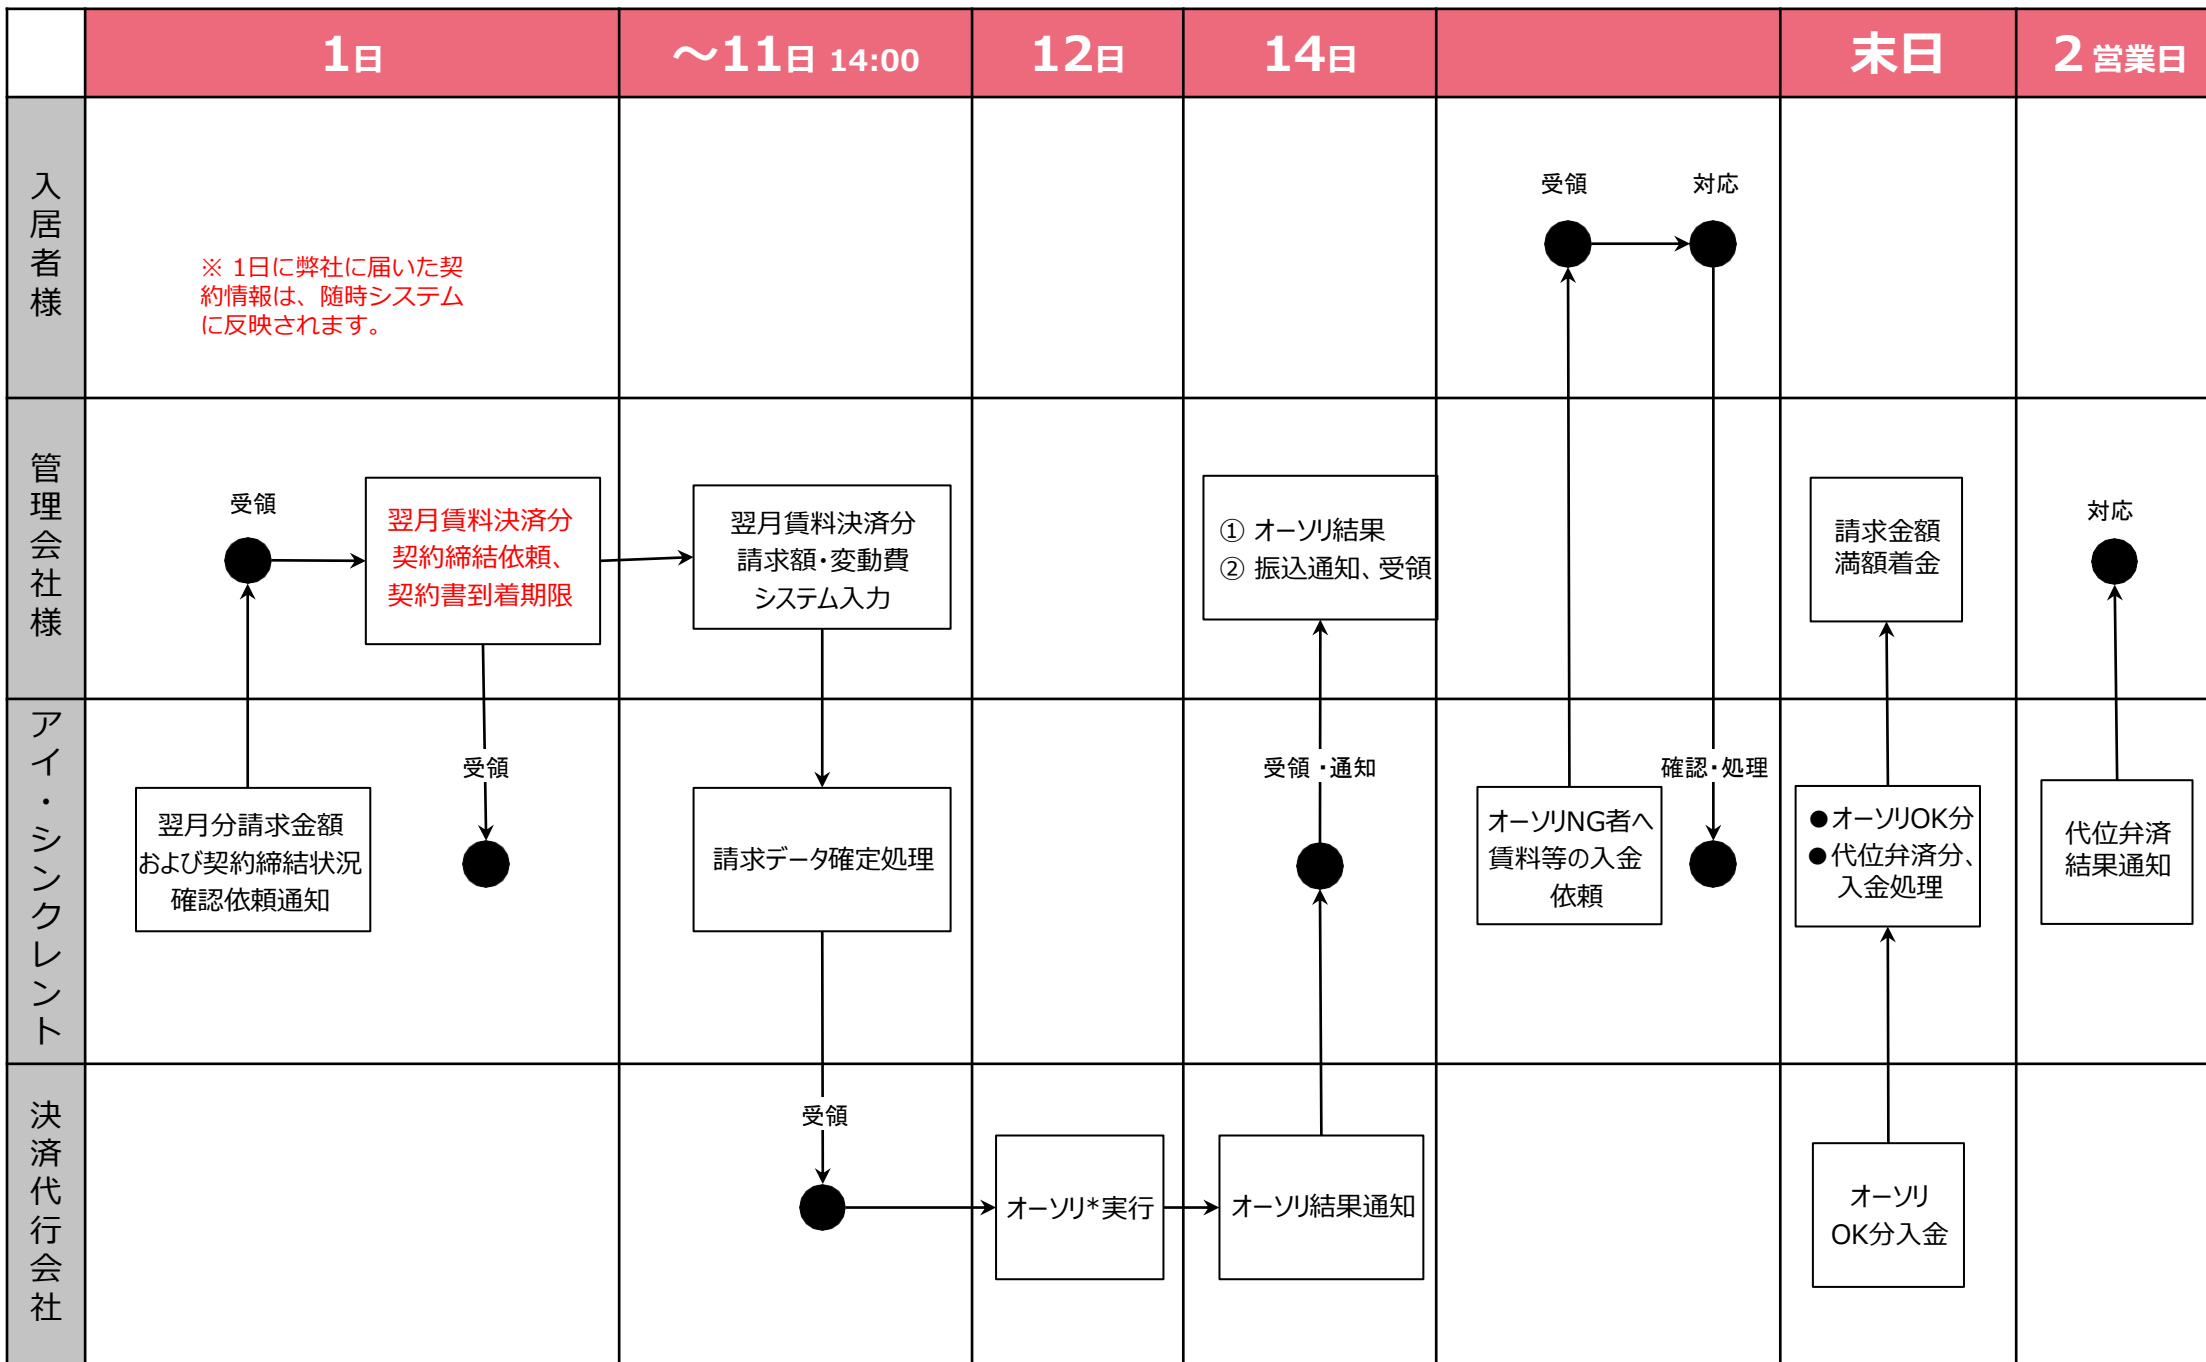 1日
～11日 14:00
12日
14日
末日
2 営業日
入居者様
※ 1日に弊社に届いた契
約情報は、随時システム
に反映されます。
受領
対応
管理会社様
受領
翌月賃料決済分
契約締結依頼、
契約書到着期限
翌月賃料決済分
請求額・変動費
システム入力
① オーソリ結果
② 振込通知、受領
請求金額
満額着金
対応
アイ・シンクレント
翌月分請求金額
および契約締結状況
確認依頼通知
受領
請求データ確定処理
受領・通知
オーソリNG者へ
賃料等の入金
依頼
確認・処理
●オーソリOK分
●代位弁済分、
入金処理
代位弁済
結果通知
決済代行会社
受領
オーソリ*実行
オーソリ結果通知
オーソリ
OK分入金